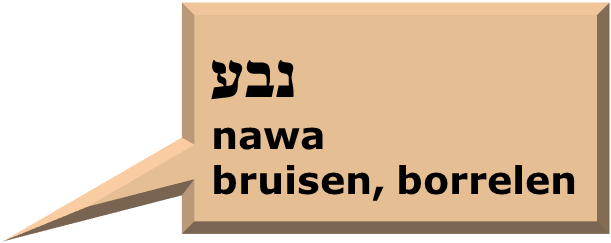 נבע
nawa
bruisen, borrelen